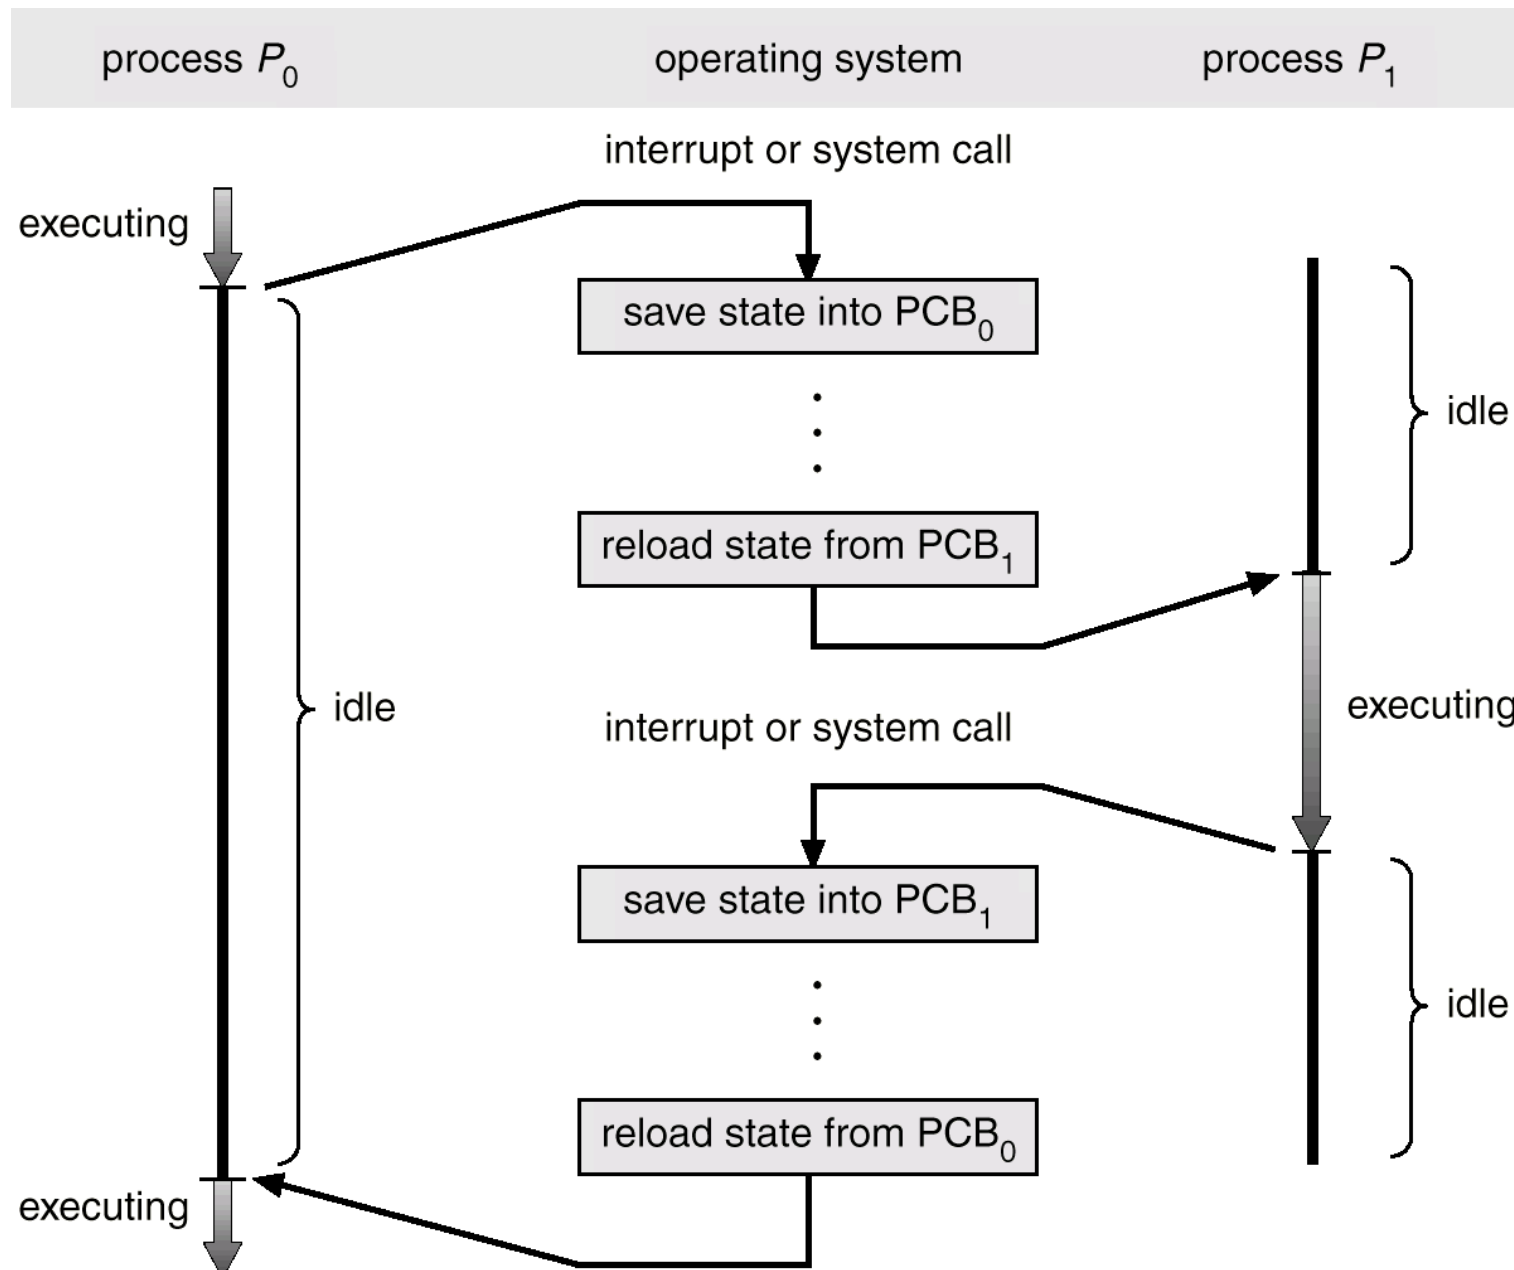 process P₀ operating system process P₁
interrupt or system call
executing
save state into PCB₀
idle
reload state from PCB₁
idle
executing
interrupt or system call
save state into PCB₁
idle
reload state from PCB₀
executing